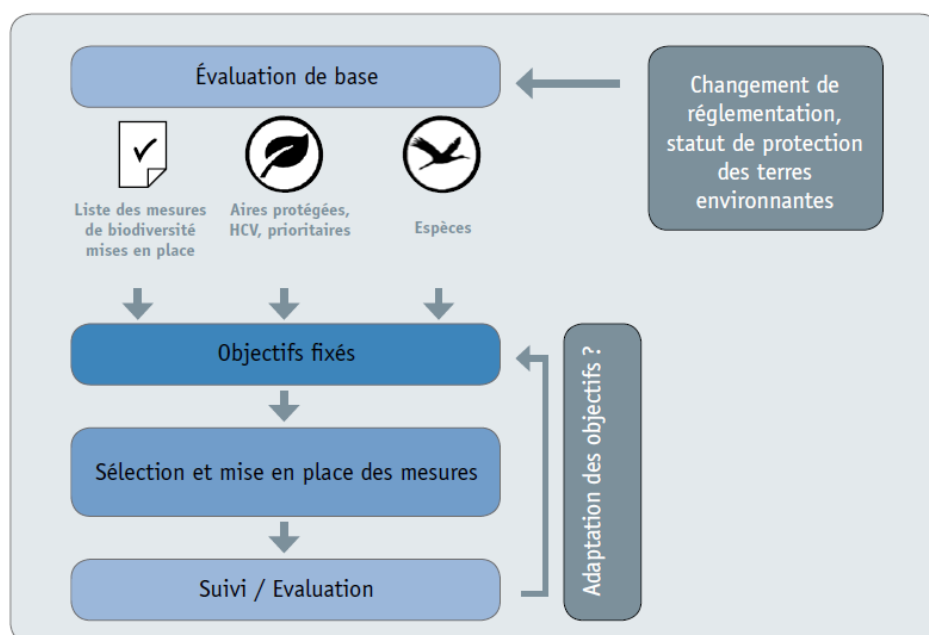 Évaluation de base
Changement de
réglementation,
statut de protection
des terres
environnantes
Liste des mesures
de biodiversité
mises en place
Aires protégées,
HCV, prioritaires
Espèces
Objectifs fixés
Adaptation des objectifs ?
Sélection et mise en place des mesures
Suivi / Evaluation